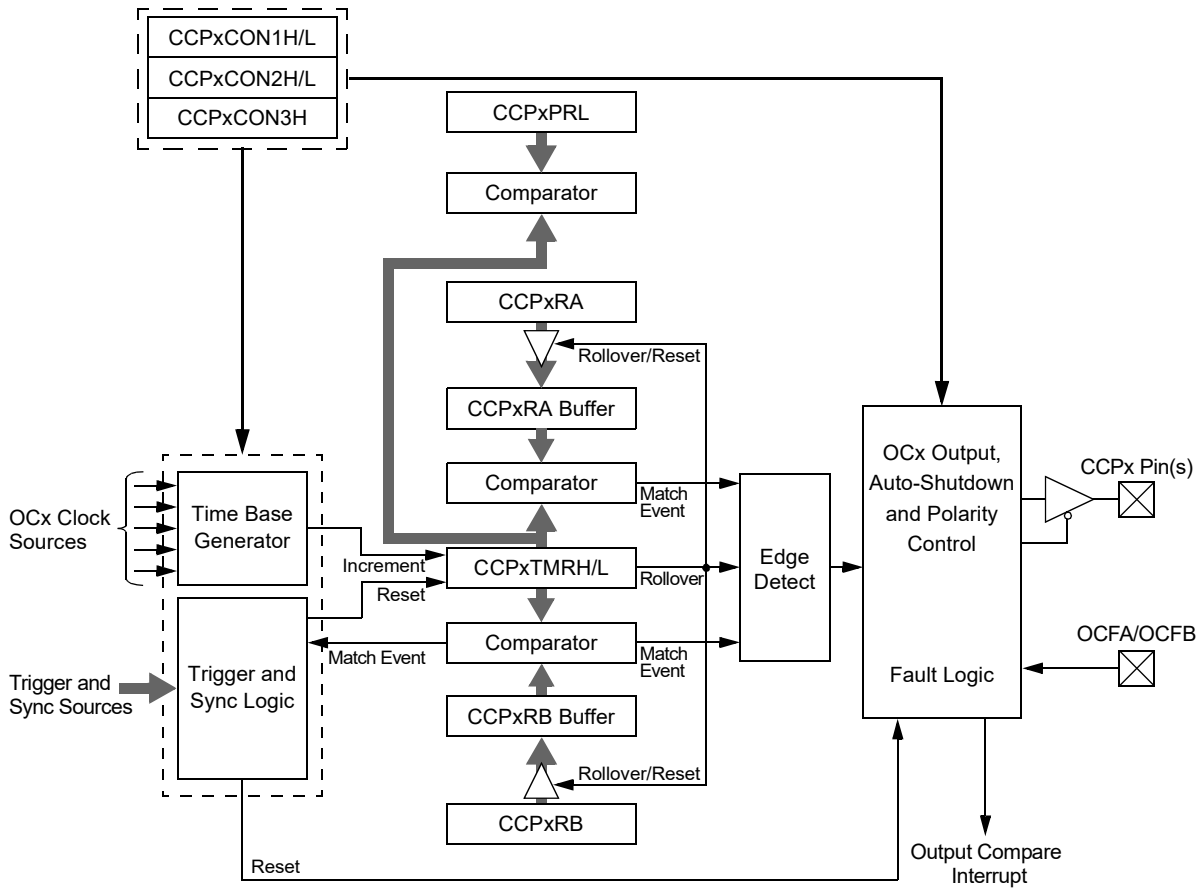 CCPxCON1H/L
CCPxCON2H/L
CCPxCON3H
CCPxPRL
Comparator
CCPxRA
Rollover/Reset
CCPxRA Buffer
Comparator
Match
Event
OCx Clock
Sources
Time Base
Generator
Increment
Reset
CCPxTMRH/L
Rollover
Edge
Detect
OCx Output,
Auto-Shutdown
and Polarity
Control
CCPx Pin(s)
OCFA/OCFB
Fault Logic
Trigger and
Sync Sources
Trigger and
Sync Logic
Match Event
Comparator
Match
Event
CCPxRB Buffer
Rollover/Reset
CCPxRB
Reset
Output Compare
Interrupt